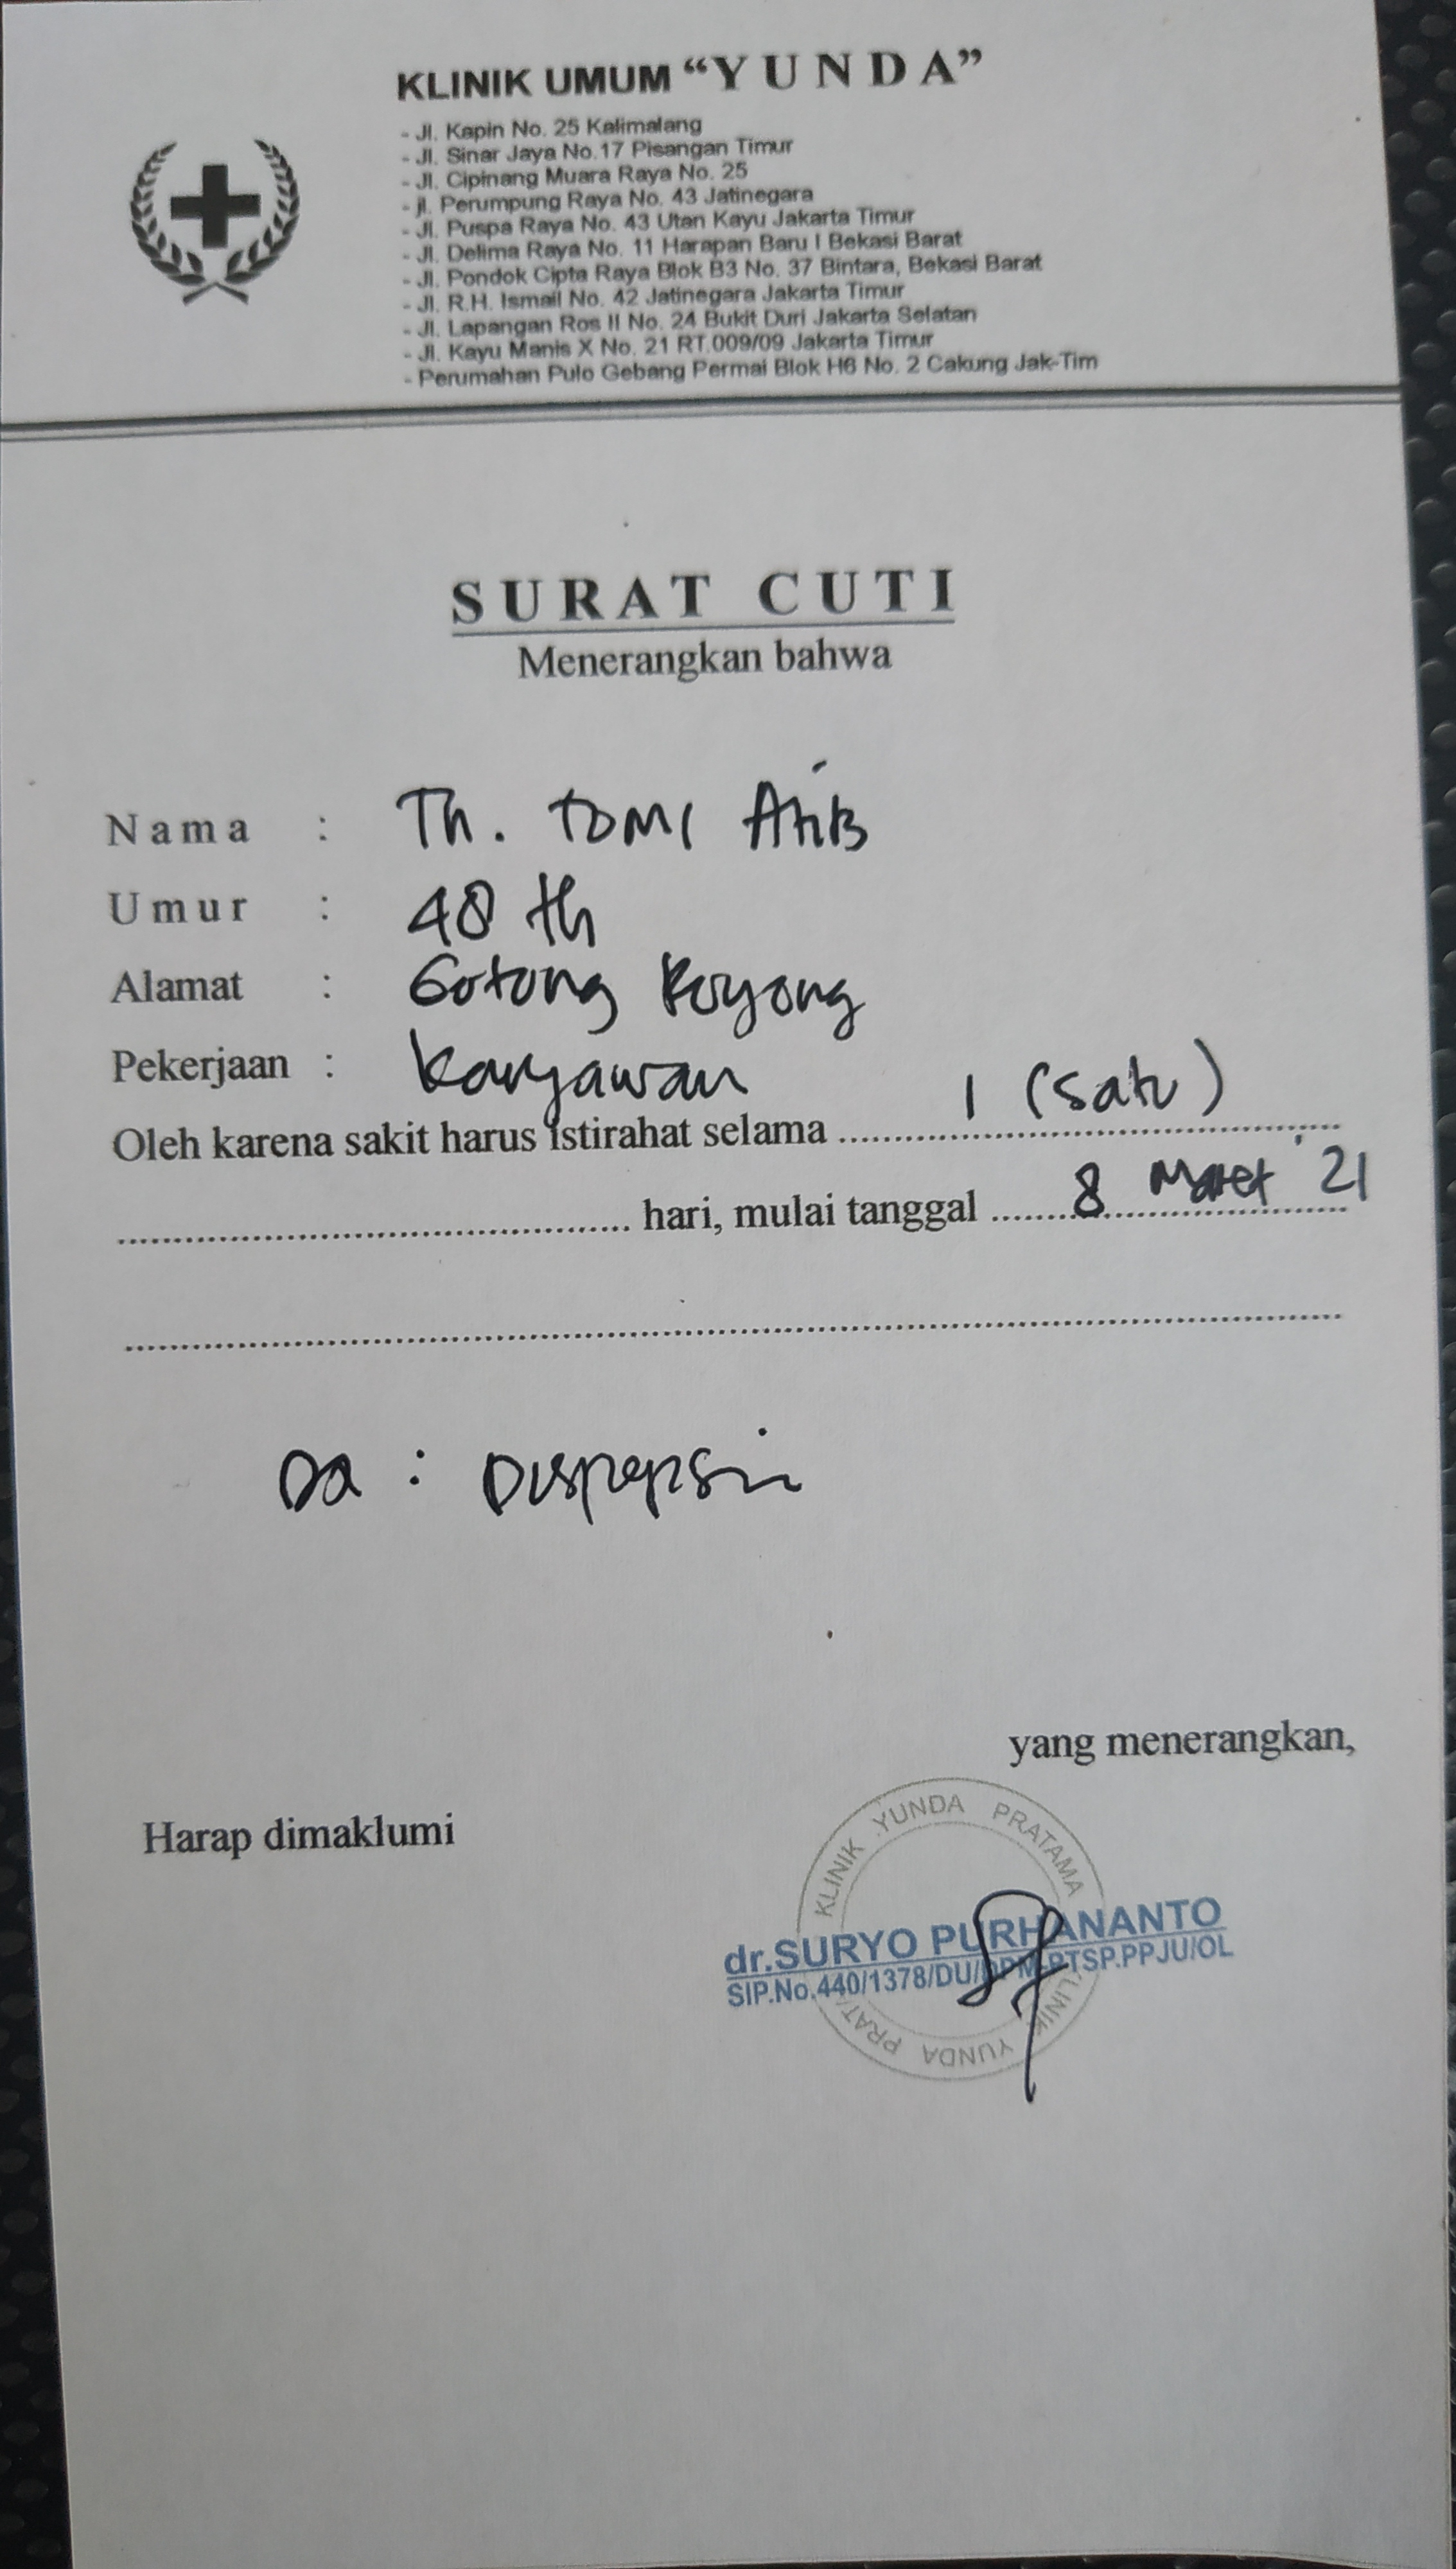 KLINIK UMUM “YUNDA”
- Jl. Kapin No. 25 Kalimalang
- Jl. Sinar Jaya No.17 Pisangan Timur
- Jl. Cipinang Muara Raya No. 25
- jl. Perumpung Raya No. 43 Jatinegara
- Jl. Puspa Raya No. 43 Utan Kayu Jakarta Timur
- Jl. Delima Raya No. 11 Harapan Baru I Bekasi Barat
- Jl. Pondok Cipta Raya Blok B3 No. 37 Bintara, Bekasi Barat
- Jl. R.H. Ismail No. 42 Jatinegara Jakarta Timur
- Jl. Lapangan Ros II No. 24 Bukit Duri Jakarta Selatan
- Jl. Kayu Manis X No. 21 RT.009/09 Jakarta Timur
- Perumahan Pulo Gebang Permai Blok H6 No. 2 Cakung Jak-Tim
SURAT CUTI
Menerangkan bahwa
Nama : Th. Tomi
Umur : 48 th
Alamat : Gotong Royong
Pekerjaan : Karyawan
Oleh karena sakit harus istirahat selama 1 (satu)
hari, mulai tanggal 8 Maret '21
Dispepsia
yang menerangkan,
Harap dimaklumi
KLINIK YUNDA PRATAMA
dr.SURYO PURHANANTO
SIP.No.440/1378/DU/DPM-PTSP.PPJU/OL
KLINIK YUNDA PRAT